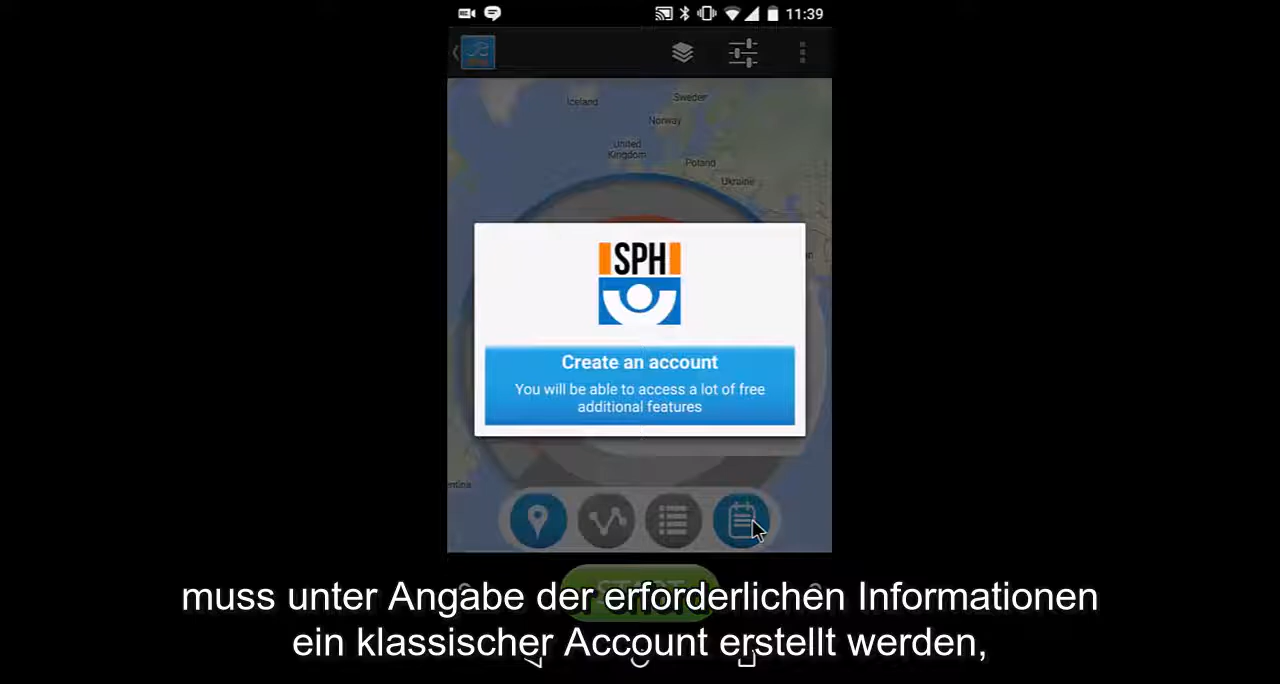 11:39
Iceland
Sweden
Norway
United
Kingdom
Poland
Ukraine
SPH
Create an account
You will be able to access a lot of free
additional features
muss unter Angabe der erforderlichen Informationen
ein klassischer Account erstellt werden,